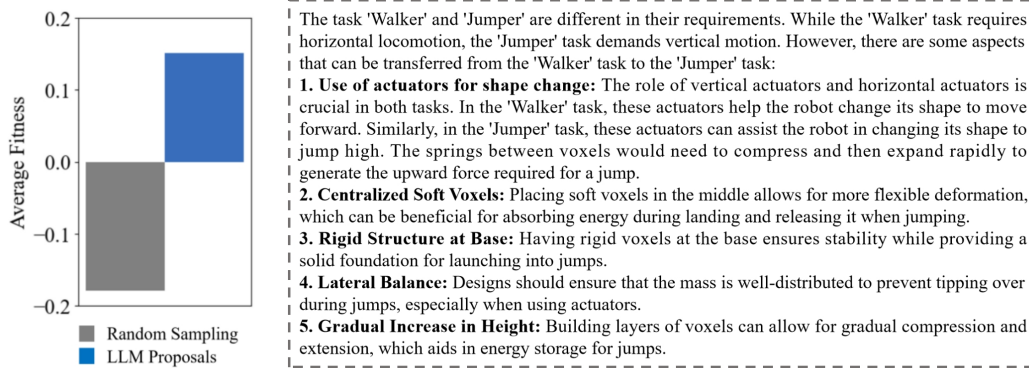 0.2
0.1
0.0
−0.1
−0.2
Average Fitness
Random Sampling
LLM Proposals
The task 'Walker' and 'Jumper' are different in their requirements. While the 'Walker' task requires
horizontal locomotion, the 'Jumper' task demands vertical motion. However, there are some aspects
that can be transferred from the 'Walker' task to the 'Jumper' task:
1. Use of actuators for shape change: The role of vertical actuators and horizontal actuators is
crucial in both tasks. In the 'Walker' task, these actuators help the robot change its shape to move
forward. Similarly, in the 'Jumper' task, these actuators can assist the robot in changing its shape to
jump high. The springs between voxels would need to compress and then expand rapidly to
generate the upward force required for a jump.
2. Centralized Soft Voxels: Placing soft voxels in the middle allows for more flexible deformation,
which can be beneficial for absorbing energy during landing and releasing it when jumping.
3. Rigid Structure at Base: Having rigid voxels at the base ensures stability while providing a
solid foundation for launching into jumps.
4. Lateral Balance: Designs should ensure that the mass is well-distributed to prevent tipping over
during jumps, especially when using actuators.
5. Gradual Increase in Height: Building layers of voxels can allow for gradual compression and
extension, which aids in energy storage for jumps.